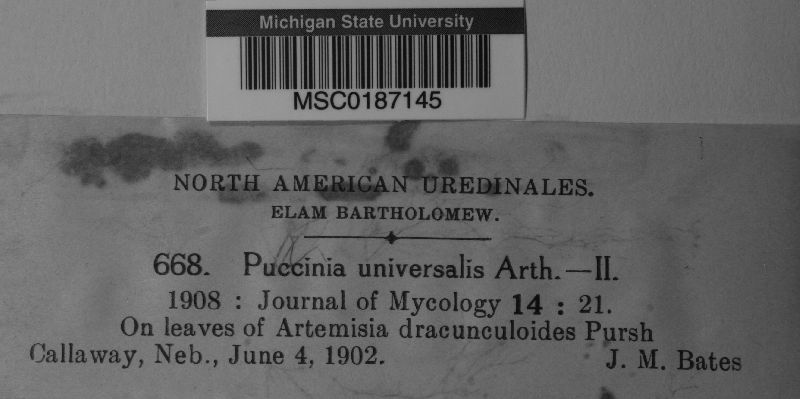 Michigan State University
MSC0187145
NORTH AMERICAN UREDINALES.
ELAM BARTHOLOMEW.
668. Puccinia universalis Arth.—II.
1908 : Journal of Mycology 14 : 21.
On leaves of Artemisia dracunculoides Pursh
Callaway, Neb., June 4, 1902. J. M. Bates